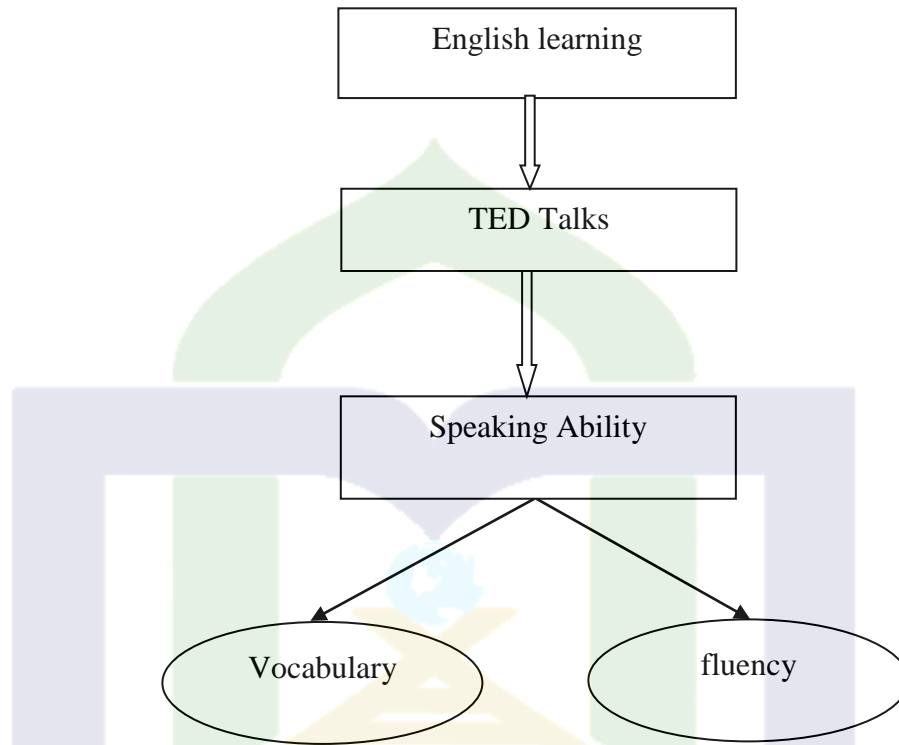 English learning
TED Talks
Speaking Ability
Vocabulary
fluency